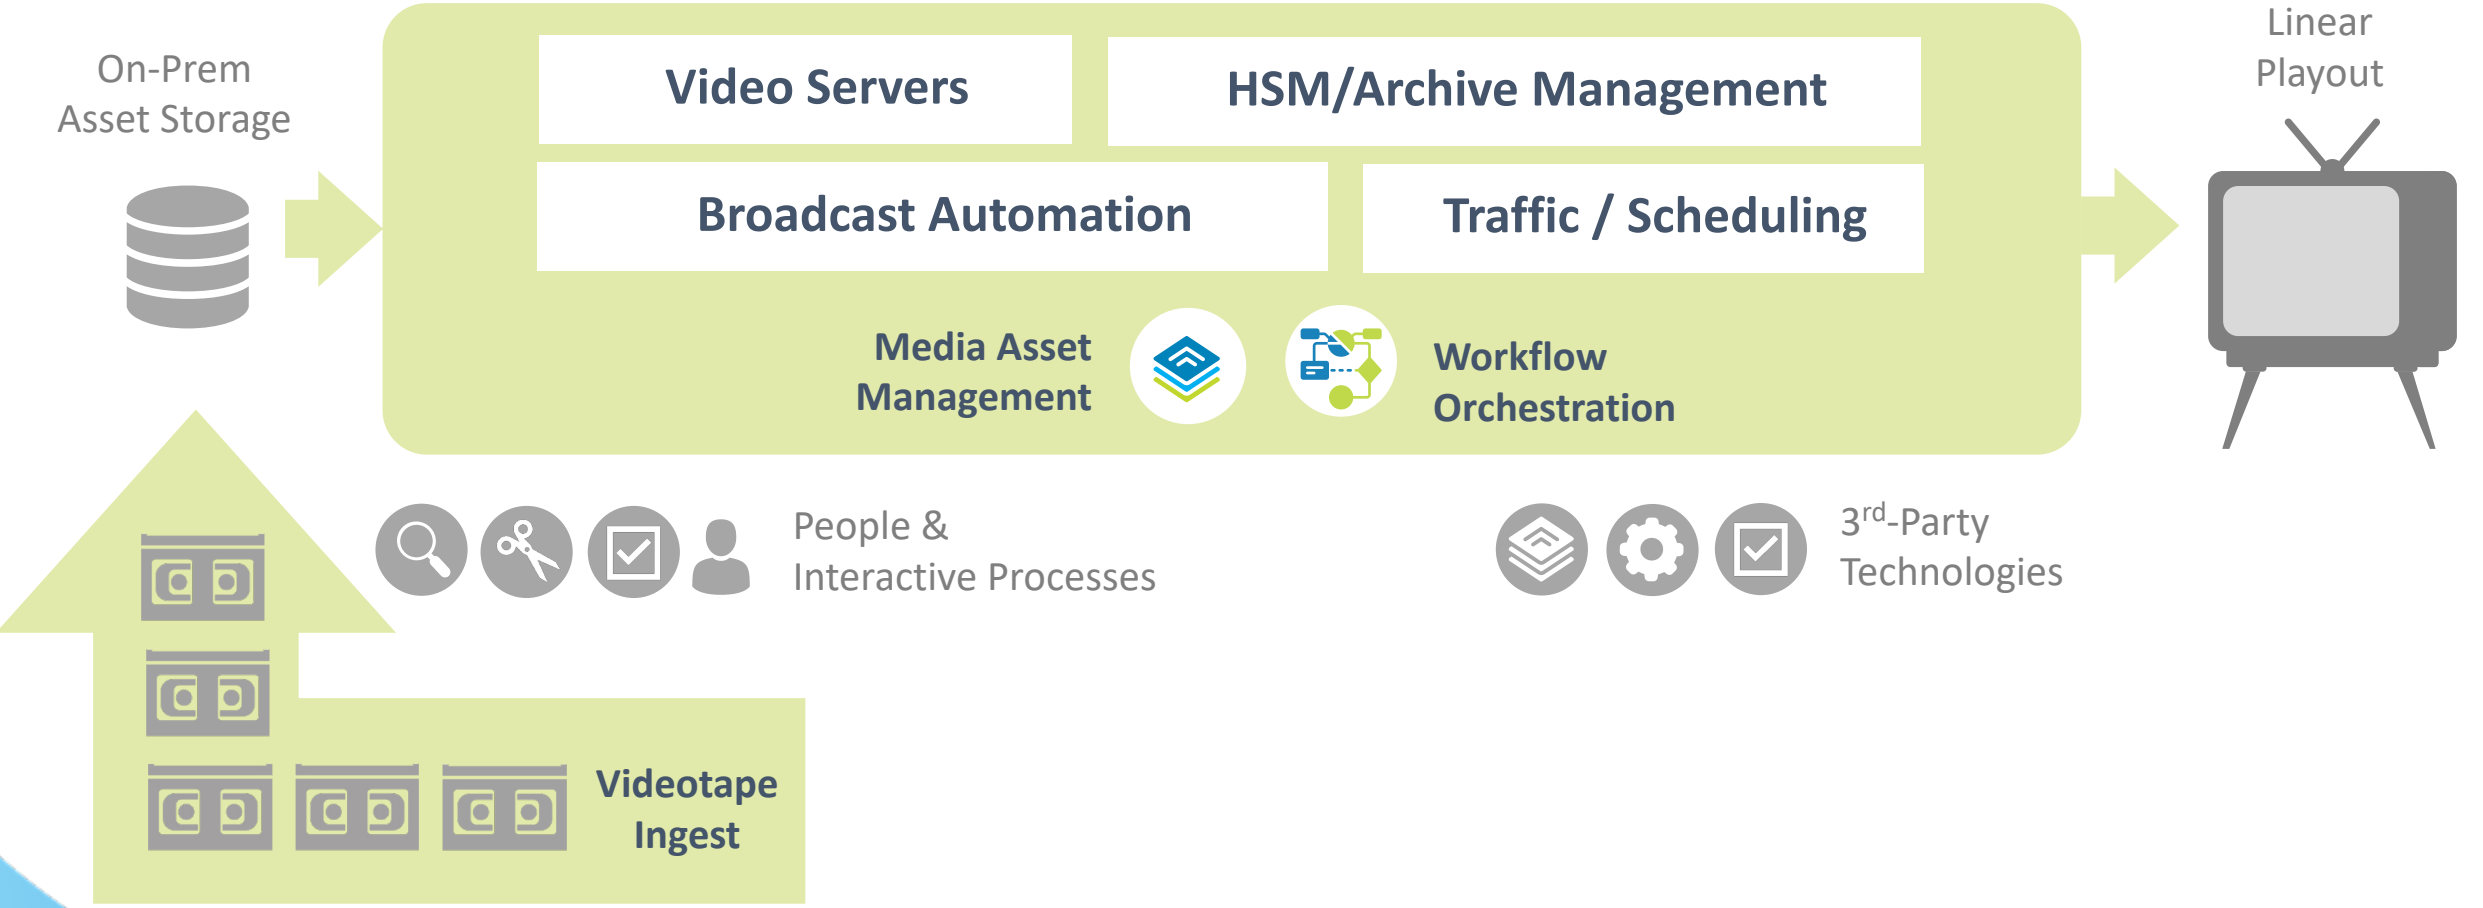 On-Prem
Asset Storage
Video Servers
HSM/Archive Management
Linear
Playout
Broadcast Automation
Traffic / Scheduling
Media Asset
Management
Workflow
Orchestration
People &
Interactive Processes
3rd-Party
Technologies
Videotape
Ingest